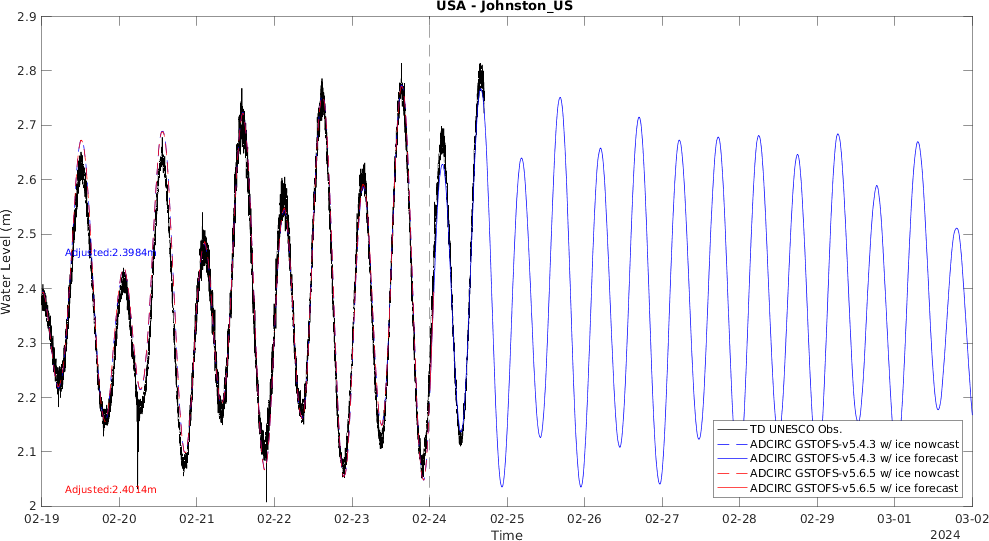 USA - Johnston_US
2.9
2.8
2.7
2.6
2.5
2.4
2.3
2.2
2.1
2
Water Level (m)
Adjusted:2.3984m
Adjusted:2.4014m
TD UNESCO Obs.
ADCIRC GSTOFS-v5.4.3 w/ ice nowcast
ADCIRC GSTOFS-v5.4.3 w/ ice forecast
ADCIRC GSTOFS-v5.6.5 w/ ice nowcast
ADCIRC GSTOFS-v5.6.5 w/ ice forecast
02-19 02-20 02-21 02-22 02-23 02-24 02-25 02-26 02-27 02-28 02-29 03-01 03-02
Time
2024